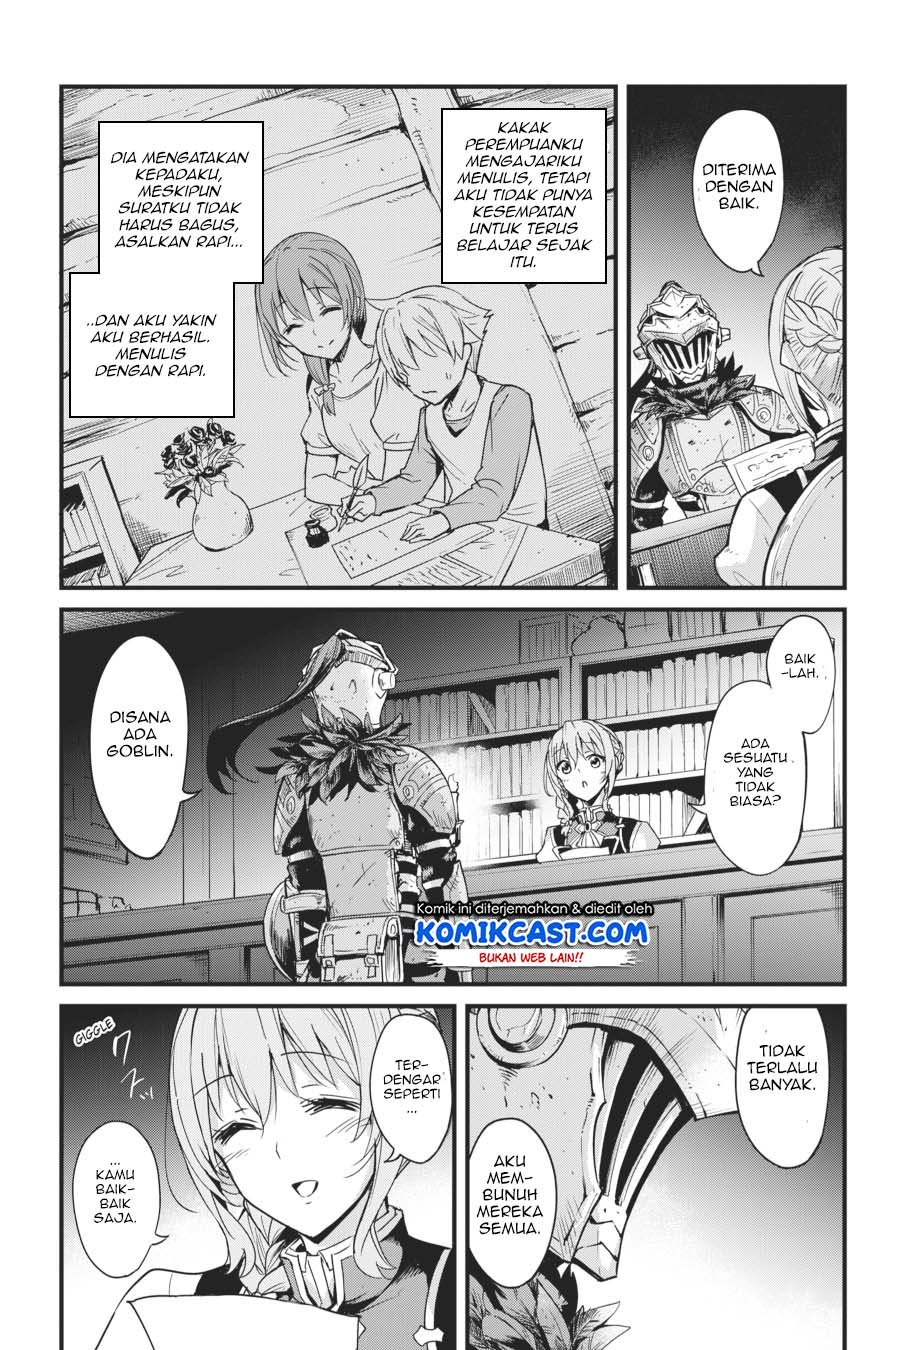 DITERIMA
DENGAN
BAIK.
KAKAK
PEREMPUANKU
MENGAJARIKU
MENULIS, TETAPI
AKU TIDAK PUNYA
KESEMPATAN
UNTUK TERUS
BELAJAR SEJAK
ITU.
DIA MENGATAKAN
KEPADAKU,
MESKIPUN
SURATKU TIDAK
HARUS BAGUS,
ASALKAN RAPI...
..DAN AKU YAKIN
AKU BERHASIL.
MENULIS
DENGAN RAPI.
BAIK
-LAH.
ADA
SESUATU
YANG
TIDAK
BIASA?
DISANA
ADA
GOBLIN.
Komik ini diterjemahkan & diedit oleh
KOMIKCAST.COM
BUKAN WEB LAIN!!
TIDAK
TERLALU
BANYAK.
AKU
MEM-
BUNUH
MEREKA
SEMUA.
TER-
DENGAR
SEPERTI
...
GIGGLE
...
KAMU
BAIK-
BAIK
SAJA.